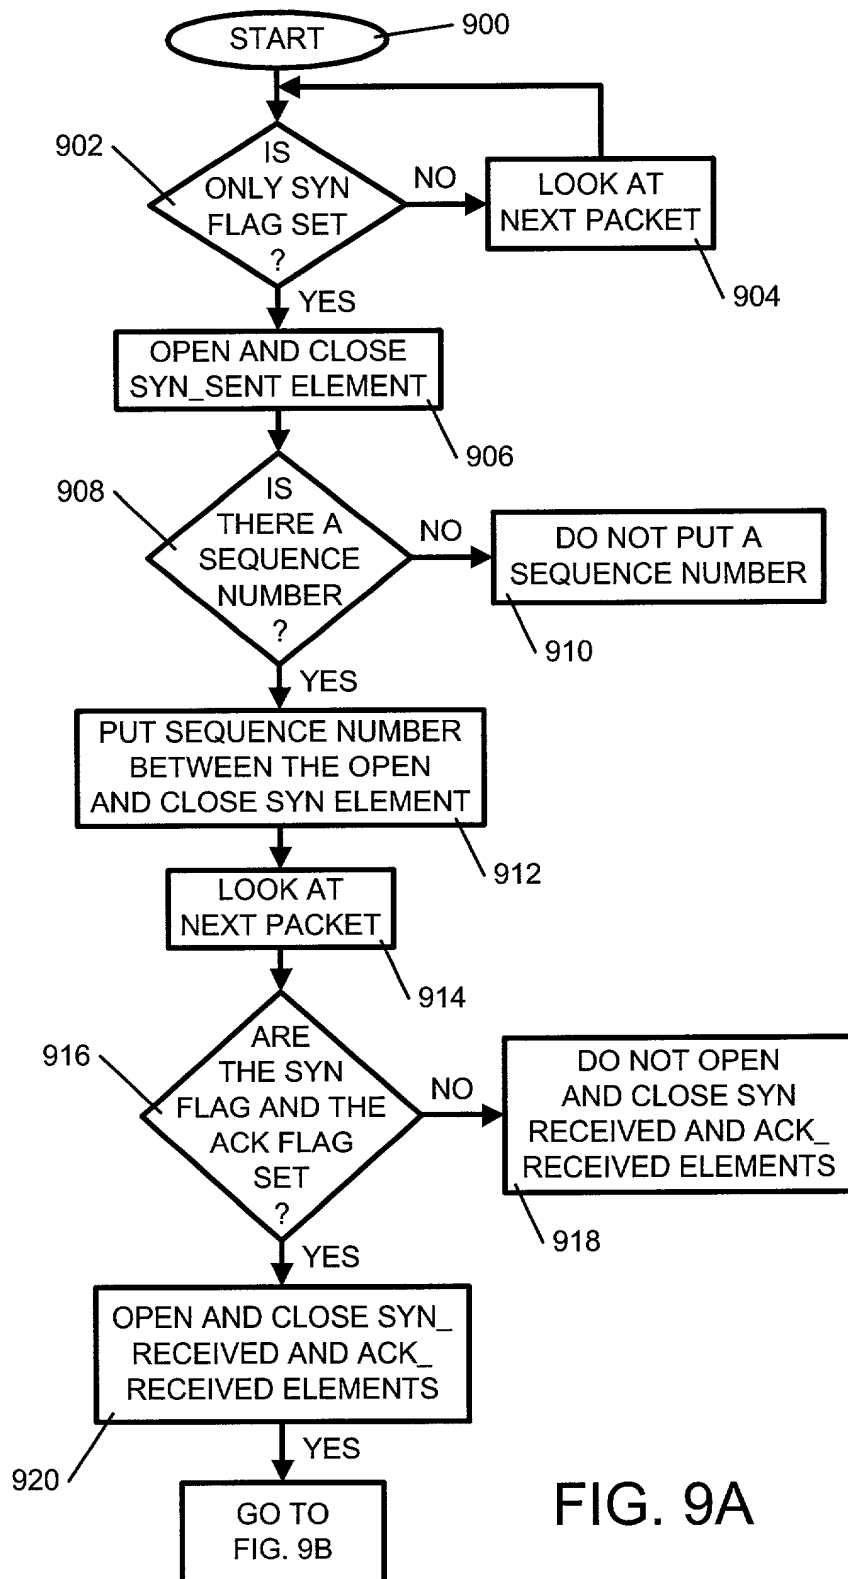 START
900
902
IS
ONLY SYN
FLAG SET
?
NO
LOOK AT
NEXT PACKET
904
YES
OPEN AND CLOSE
SYN_SENT ELEMENT
906
908
IS
THERE A
SEQUENCE
NUMBER
?
NO
DO NOT PUT A
SEQUENCE NUMBER
910
YES
PUT SEQUENCE NUMBER
BETWEEN THE OPEN
AND CLOSE SYN ELEMENT
912
LOOK AT
NEXT PACKET
914
916
ARE
THE SYN
FLAG AND THE
ACK FLAG
SET
?
NO
DO NOT OPEN
AND CLOSE SYN
RECEIVED AND ACK_
RECEIVED ELEMENTS
918
YES
OPEN AND CLOSE SYN_
RECEIVED AND ACK_
RECEIVED ELEMENTS
920
YES
GO TO
FIG. 9B
FIG. 9A